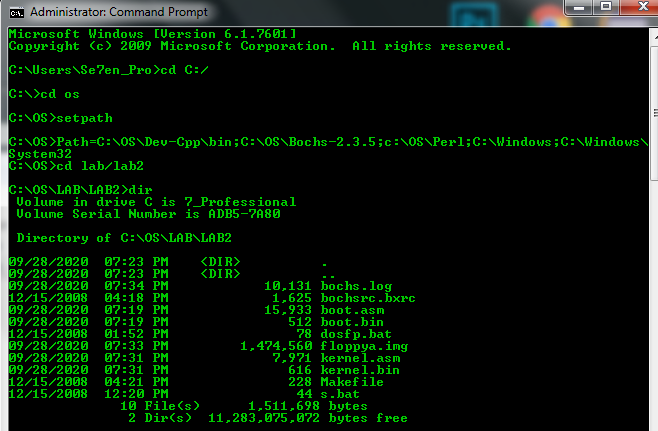 Administrator: Command Prompt
Microsoft Windows [Version 6.1.7601]
Copyright (c) 2009 Microsoft Corporation.  All rights reserved.
C:\Users\Se7en_Pro>cd C:/
C:\>cd os
C:\OS>setpath
C:\OS>Path=C:\OS\Dev-Cpp\bin;C:\OS\Bochs-2.3.5;c:\OS\Perl;C:\Windows;C:\Windows\
System32
C:\OS>cd lab/lab2
C:\OS\LAB\LAB2>dir
Volume in drive C is 7_Professional
Volume Serial Number is ADB5-7A80
Directory of C:\OS\LAB\LAB2
09/28/2020  07:23 PM    <DIR>          .
09/28/2020  07:23 PM    <DIR>          ..
09/28/2020  07:34 PM            10,131 bochs.log
12/15/2008  04:18 PM             1,625 bochsrc.bxrc
09/28/2020  07:19 PM            15,933 boot.asm
09/28/2020  07:19 PM               512 boot.bin
12/15/2008  01:52 PM                78 dosfp.bat
09/28/2020  07:33 PM         1,474,560 floppya.img
09/28/2020  07:31 PM             7,971 kernel.asm
09/28/2020  07:31 PM               616 kernel.bin
12/15/2008  04:21 PM               228 Makefile
12/15/2008  12:20 PM                44 s.bat
10 File(s)      1,511,698 bytes
2 Dir(s)  11,283,075,072 bytes free